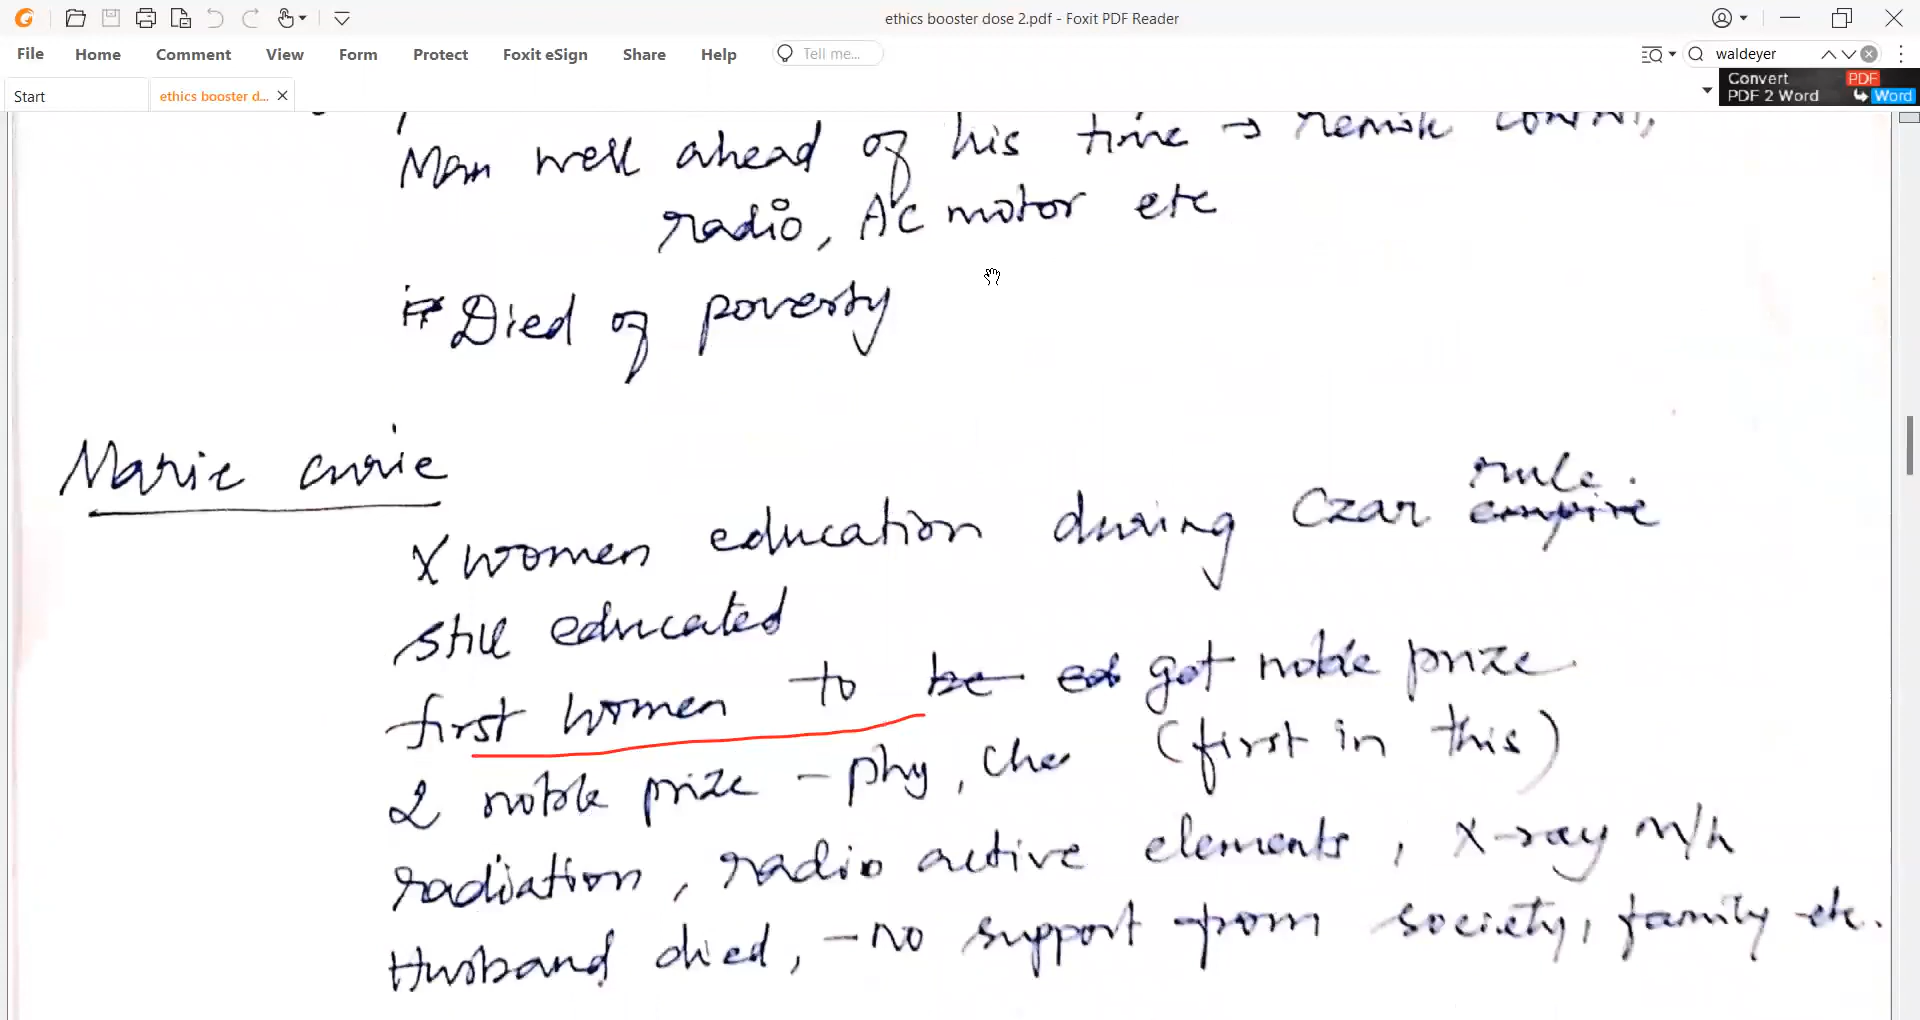 ethics booster dose 2.pdf - Foxit PDF Reader
File Home Comment View Form Protect Foxit eSign Share Help Tell me... waldeyer
Convert PDF
PDF 2 Word Word
Start ethics booster d...
Man well ahead of his time → remote control,
radio, AC motor etc
Died of poverty
Marie curie
rule
X women education during Czar empire
still educated
first women to be got noble prize
2 noble prize - phy, che (first in this)
radiation, radio active elements, X-ray m/h
Husband died, - no support from society, family etc.